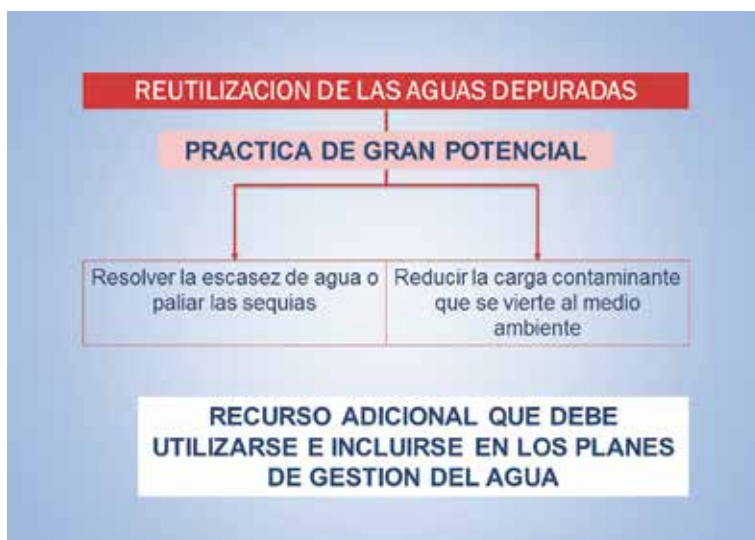 REUTILIZACION DE LAS AGUAS DEPURADAS
PRACTICA DE GRAN POTENCIAL
Resolver la escasez de agua o
paliar las sequias
Reducir la carga contaminante
que se vierte al medio
ambiente
RECURSO ADICIONAL QUE DEBE
UTILIZARSE E INCLUIRSE EN LOS PLANES
DE GESTION DEL AGUA